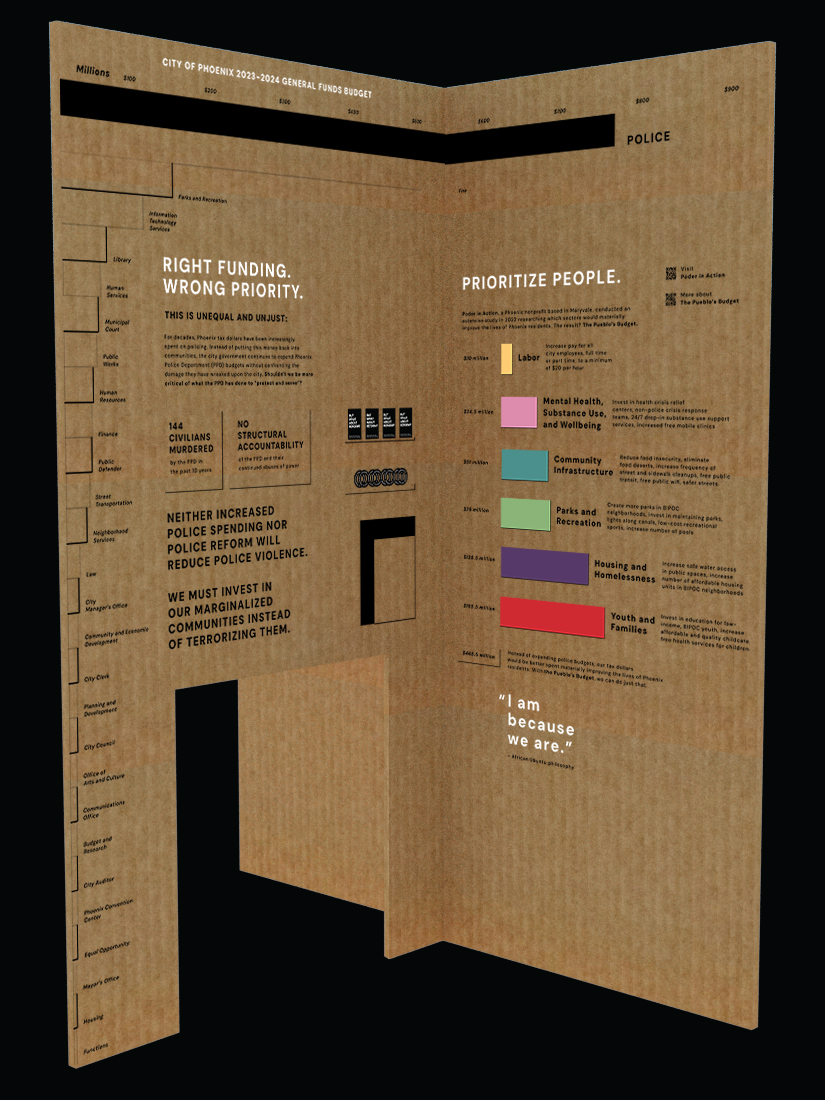 CITY OF PHOENIX 2023-2024 GENERAL FUNDS BUDGET
Millions
$100
$200
$300
$400
$500
$600
$700
$800
$900
POLICE
Fire
Parks and Recreation
Information
Technology
Services
Library
Human
Services
Municipal
Court
Public
Works
Human
Resources
Finance
Public
Defender
Street
Transportation
Neighborhood
Services
Law
City
Manager's Office
Community and Economic
Development
City Clerk
Planning and
Development
City Council
Office of
Arts and Culture
Communications
Office
Budget and
Research
City Auditor
Phoenix Convention
Center
Equal Opportunity
Mayor's Office
Housing
Functions
RIGHT FUNDING.
WRONG PRIORITY.
THIS IS UNEQUAL AND UNJUST:
For decades, Phoenix tax dollars have been increasingly
spent on policing. Instead of putting this money back into
communities, the city government continues to expand Phoenix
Police Department (PPD) budgets without confronting the
damage they have wreaked upon the city. Shouldn't we be more
critical of what the PPD has done to "protect and serve"?
144
CIVILIANS
MURDERED
by the PPD in
the past 10 years
NO
STRUCTURAL
ACCOUNTABILITY
of the PPD and their
continued abuses of power
NEITHER INCREASED
POLICE SPENDING NOR
POLICE REFORM WILL
REDUCE POLICE VIOLENCE.
WE MUST INVEST IN
OUR MARGINALIZED
COMMUNITIES INSTEAD
OF TERRORIZING THEM.
PRIORITIZE PEOPLE.
Visit
Poder in Action
More about
The Pueblo's Budget
Poder in Action, a Phoenix nonprofit based in Maryvale, conducted an
extensive study in 2022 researching which sectors would materially
improve the lives of Phoenix residents. The result? The Pueblo's Budget.
$10 million
Labor
Increase pay for all
city employees, full time
or part time, to a minimum
of $20 per hour
Mental Health,
Substance Use,
and Wellbeing
Invest in health crisis relief
centers, non-police crisis response
teams, 24/7 drop-in substance use support
services, increased free mobile clinics
Community
Infrastructure
Reduce food insecurity, eliminate
food deserts, increase frequency of
street and sidewalk cleanups, free public
transit, free public wifi, safer streets
Parks and
Recreation
Create more parks in BIPOC
neighborhoods, invest in maintaining parks,
lights along canals, low-cost recreational
sports, increase number of pools
Housing and
Homelessness
Increase safe water access
in public spaces, increase
number of affordable housing
units in BIPOC neighborhoods
Youth and
Families
Invest in education for low-
income, BIPOC youth, increase
affordable and quality childcare,
free health services for children
Instead of expanding police budgets, our tax dollars
would be better spent materially improving the lives of Phoenix
residents. With the Pueblo's Budget, we can do just that.
"I am
because
we are."
- African Ubuntu philosophy